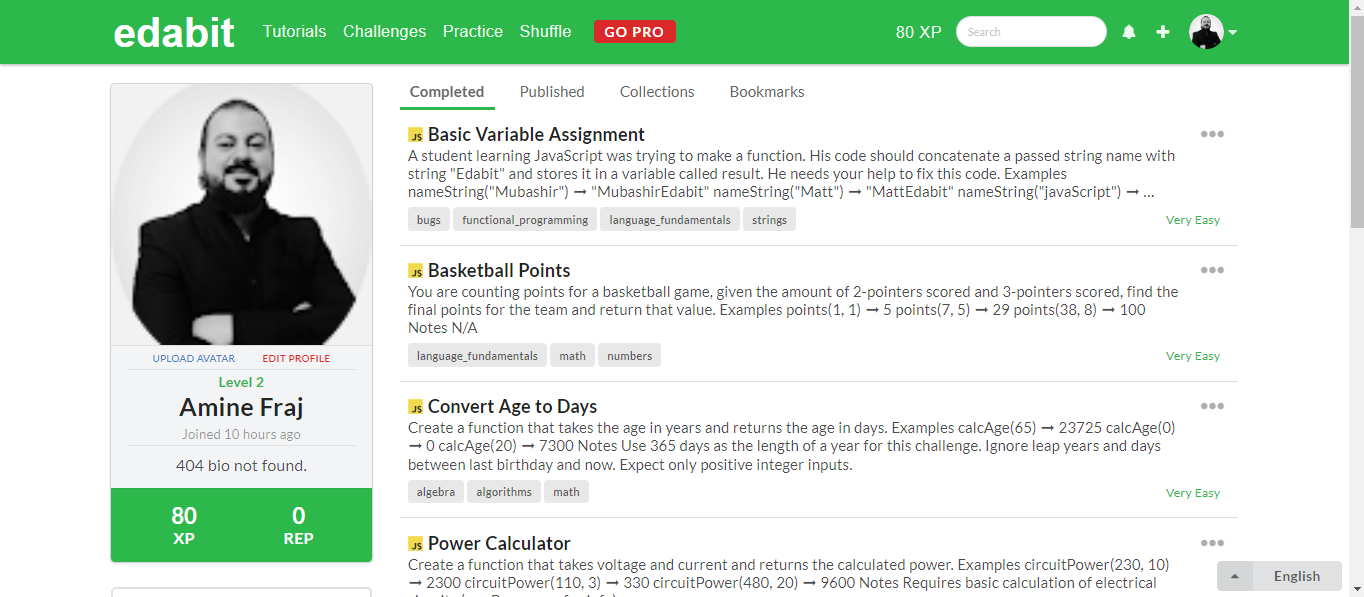 edabit Tutorials Challenges Practice Shuffle GO PRO 80 XP Search
Completed Published Collections Bookmarks
JS Basic Variable Assignment
A student learning JavaScript was trying to make a function. His code should concatenate a passed string name with
string "Edabit" and stores it in a variable called result. He needs your help to fix this code. Examples
nameString("Mubashir") ➞ "MubashirEdabit" nameString("Matt") ➞ "MattEdabit" nameString("javaScript") ➞ ...
bugs functional_programming language_fundamentals strings
Very Easy
JS Basketball Points
You are counting points for a basketball game, given the amount of 2-pointers scored and 3-pointers scored, find the
final points for the team and return that value. Examples points(1, 1) ➞ 5 points(7, 5) ➞ 29 points(38, 8) ➞ 100
Notes N/A
language_fundamentals math numbers
Very Easy
JS Convert Age to Days
Create a function that takes the age in years and returns the age in days. Examples calcAge(65) ➞ 23725 calcAge(0)
➞ 0 calcAge(20) ➞ 7300 Notes Use 365 days as the length of a year for this challenge. Ignore leap years and days
between last birthday and now. Expect only positive integer inputs.
algebra algorithms math
Very Easy
JS Power Calculator
Create a function that takes voltage and current and returns the calculated power. Examples circuitPower(230, 10)
➞ 2300 circuitPower(110, 3) ➞ 330 circuitPower(480, 20) ➞ 9600 Notes Requires basic calculation of electrical
UPLOAD AVATAR EDIT PROFILE
Level 2
Amine Fraj
Joined 10 hours ago
404 bio not found.
80 0
XP REP
English